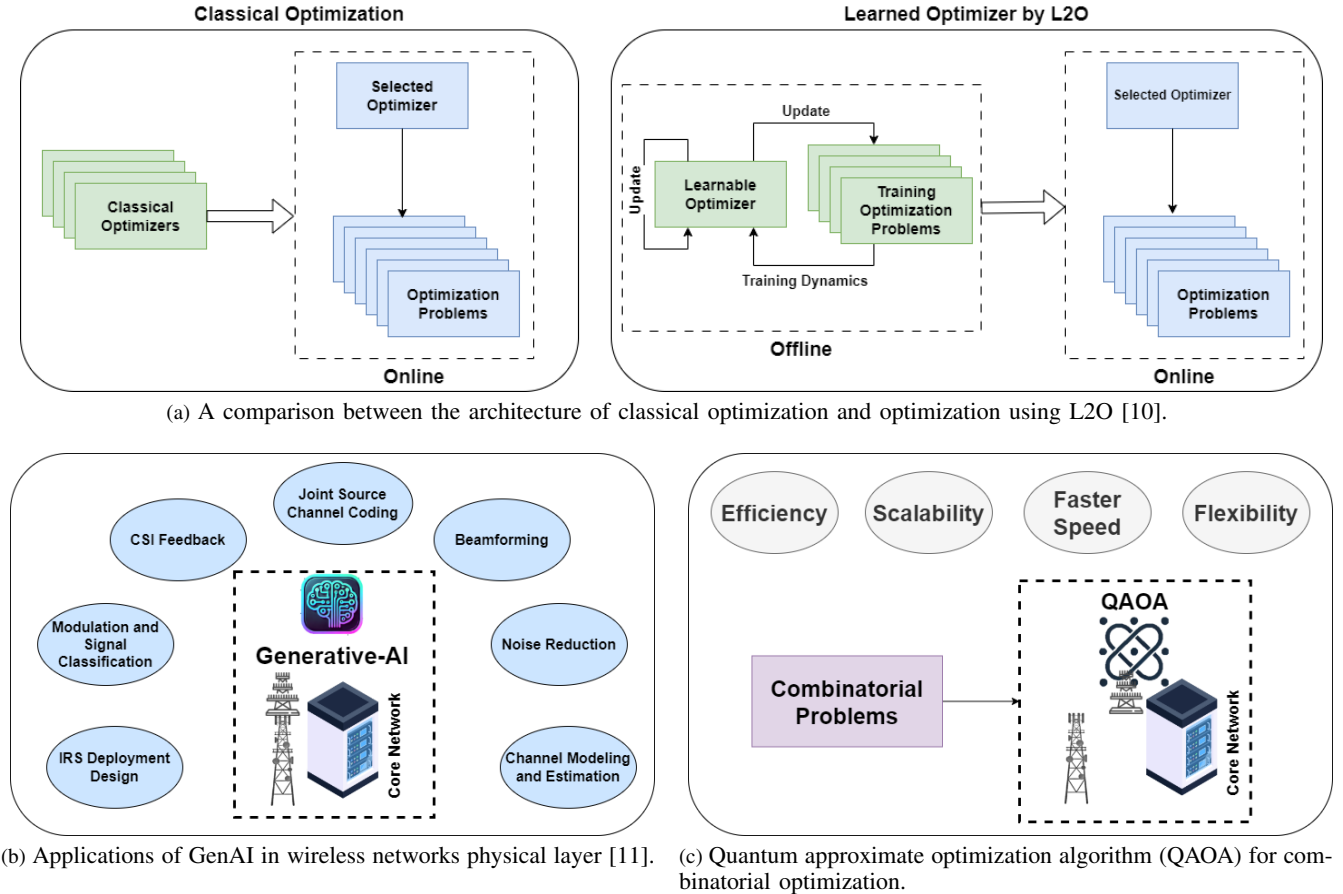 Classical Optimization
Selected
Optimizer
Classical
Optimizers
Optimization
Problems
Online
Learned Optimizer by L2O
Update
Update
Learnable
Optimizer
Training
Optimization
Problems
Training Dynamics
Offline
Selected Optimizer
Optimization
Problems
Online
(a) A comparison between the architecture of classical optimization and optimization using L2O [10].
Joint Source
Channel Coding
CSI Feedback
Beamforming
Modulation and
Signal
Classification
Generative-AI
Noise Reduction
IRS Deployment
Design
Core Network
Channel Modeling
and Estimation
(b) Applications of GenAI in wireless networks physical layer [11].
Efficiency
Scalability
Faster
Speed
Flexibility
QAOA
Combinatorial
Problems
Core Network
(c) Quantum approximate optimization algorithm (QAOA) for com-
binatorial optimization.